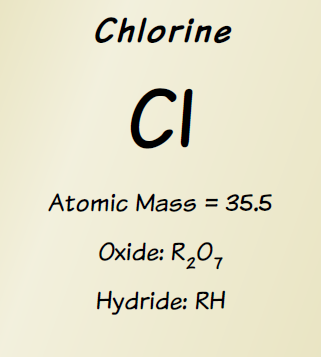 Chlorine
Cl
Atomic Mass = 35.5
Oxide: R₂O₇
Hydride: RH